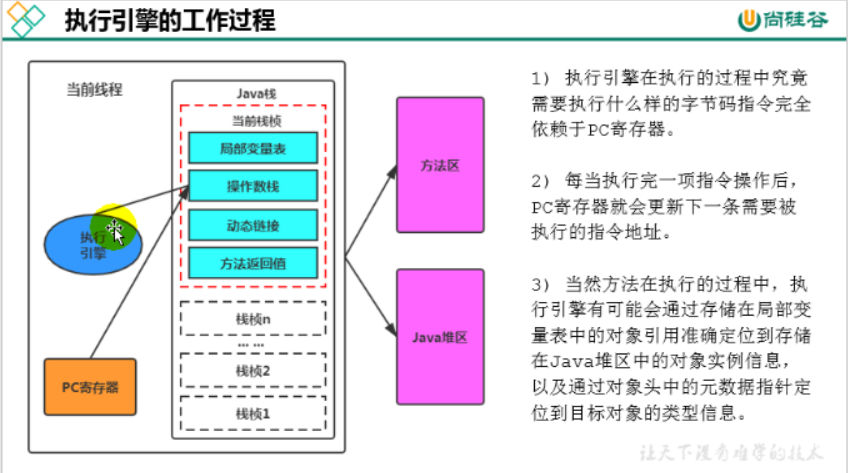 执行引擎的工作过程
尚硅谷
当前线程
Java栈
当前栈桢
局部变量表
操作数栈
动态链接
方法返回值
栈桢n
... ...
栈桢2
栈桢1
执行
引擎
PC寄存器
方法区
Java堆区
1) 执行引擎在执行的过程中究竟
需要执行什么样的字节码指令完全
依赖于PC寄存器。
2) 每当执行完一项指令操作后，
PC寄存器就会更新下一条需要被
执行的指令地址。
3) 当然方法在执行的过程中，执
行引擎有可能会通过存储在局部变
量表中的对象引用准确定位到存储
在Java堆区中的对象实例信息，
以及通过对象头中的元数据指针定
位到目标对象的类型信息。
让天下没有难学的技术